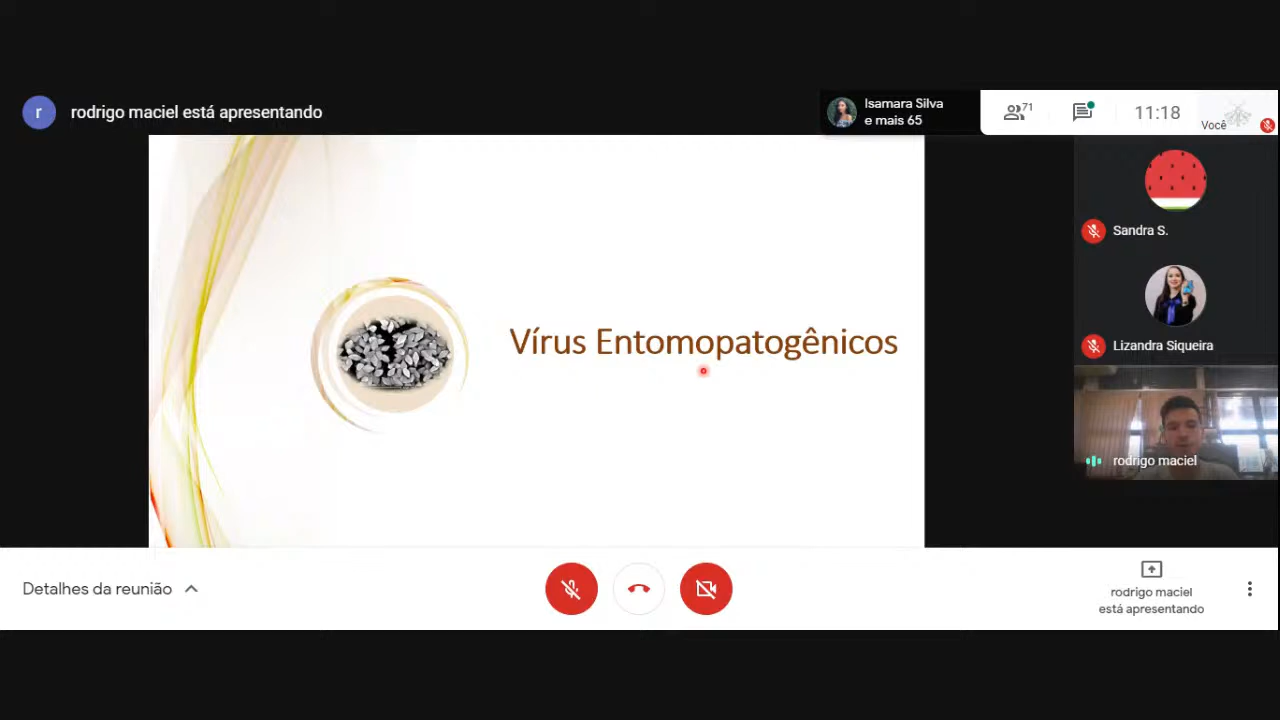 r
rodrigo maciel está apresentando
Isamara Silva
e mais 65
71
11:18
Você
Sandra S.
Vírus Entomopatogênicos
Lizandra Siqueira
rodrigo maciel
Detalhes da reunião
rodrigo maciel
está apresentando